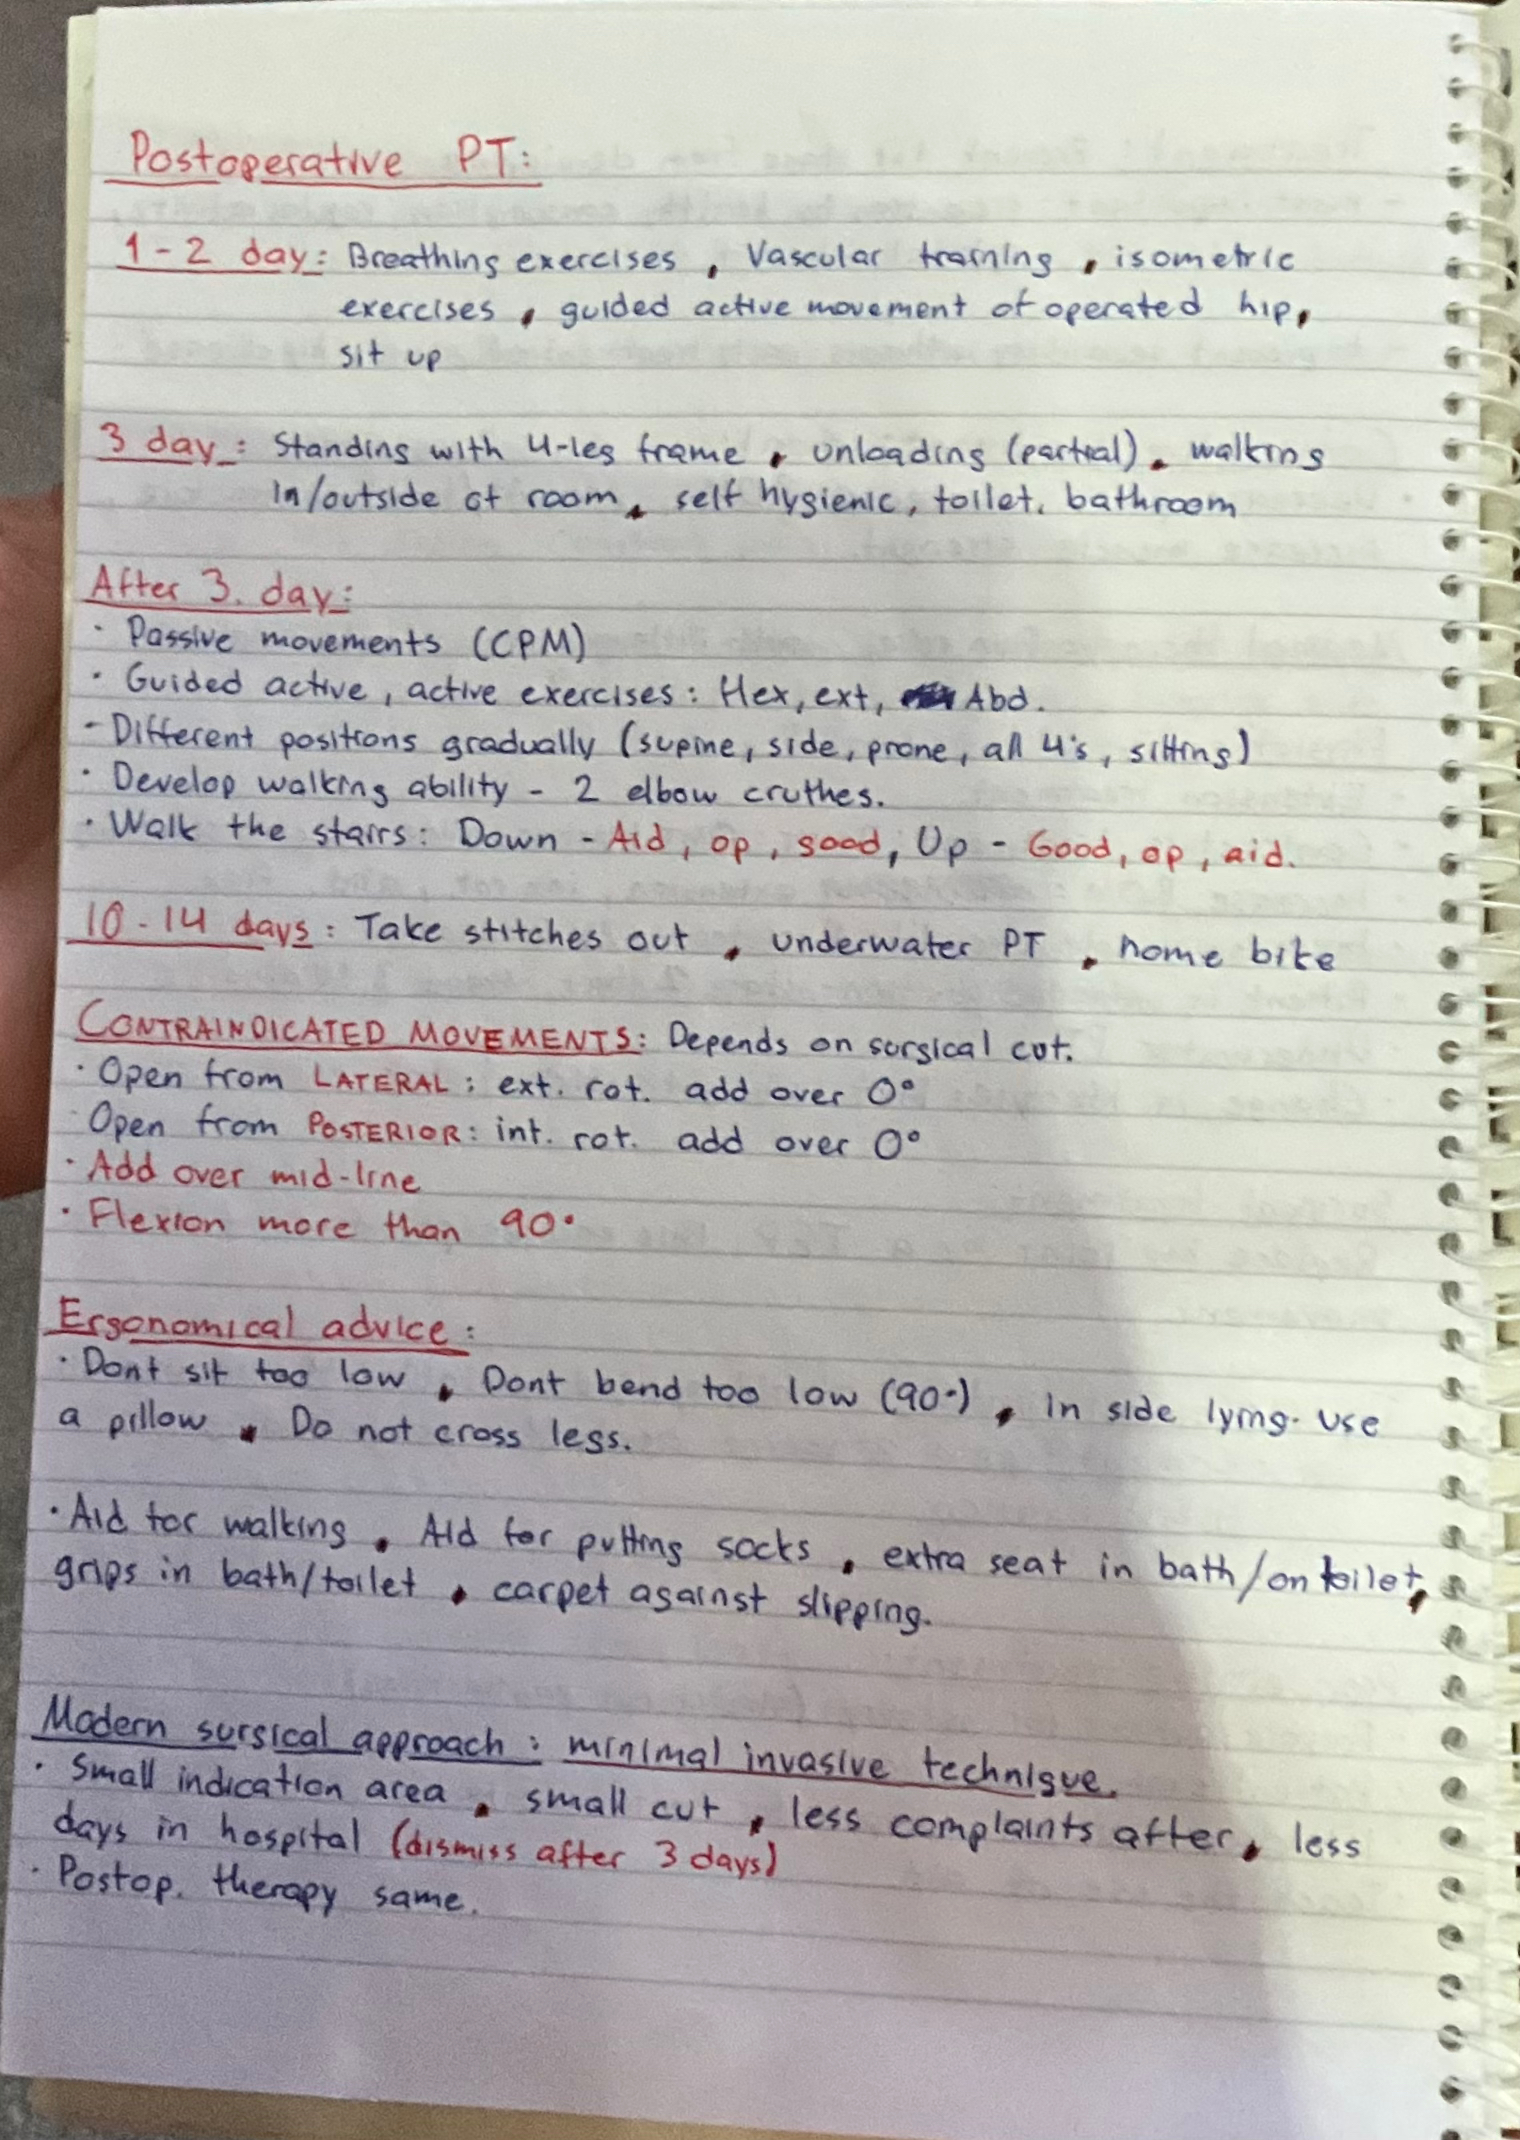 Postoperative PT:
1-2 day: Breathing exercises, Vascular training, isometric
exercises, guided active movement of operated hip,
sit up
3 day: Standing with 4-leg frame, unloading (partial), walking
in/outside of room, self hygienic, toilet, bathroom
After 3. day:
· Passive movements (CPM)
· Guided active, active exercises: flex, ext, Abd.
- Different positions gradually (supine, side, prone, all 4's, sitting)
· Develop walking ability - 2 elbow cruthes.
· Walk the stairs: Down - Aid, op, good, Up - Good, op, aid.
10-14 days: Take stitches out, underwater PT, home bike
CONTRAINDICATED MOVEMENTS: Depends on surgical cut.
· Open from LATERAL: ext. rot. add over 0°
Open from POSTERIOR: int. rot. add over 0°
· Add over mid-line
· Flexion more than 90°
Ergonomical advice:
· Dont sit too low, Dont bend too low (90°), in side lying use
a pillow, Do not cross legs.
· Aid for walking, Aid for putting socks, extra seat in bath/on toilet,
grips in bath/toilet, carpet against slipping.
Modern surgical approach: minimal invasive technique.
· Small indication area, small cut, less complaints after, less
days in hospital (dismiss after 3 days)
· Postop. therapy same.